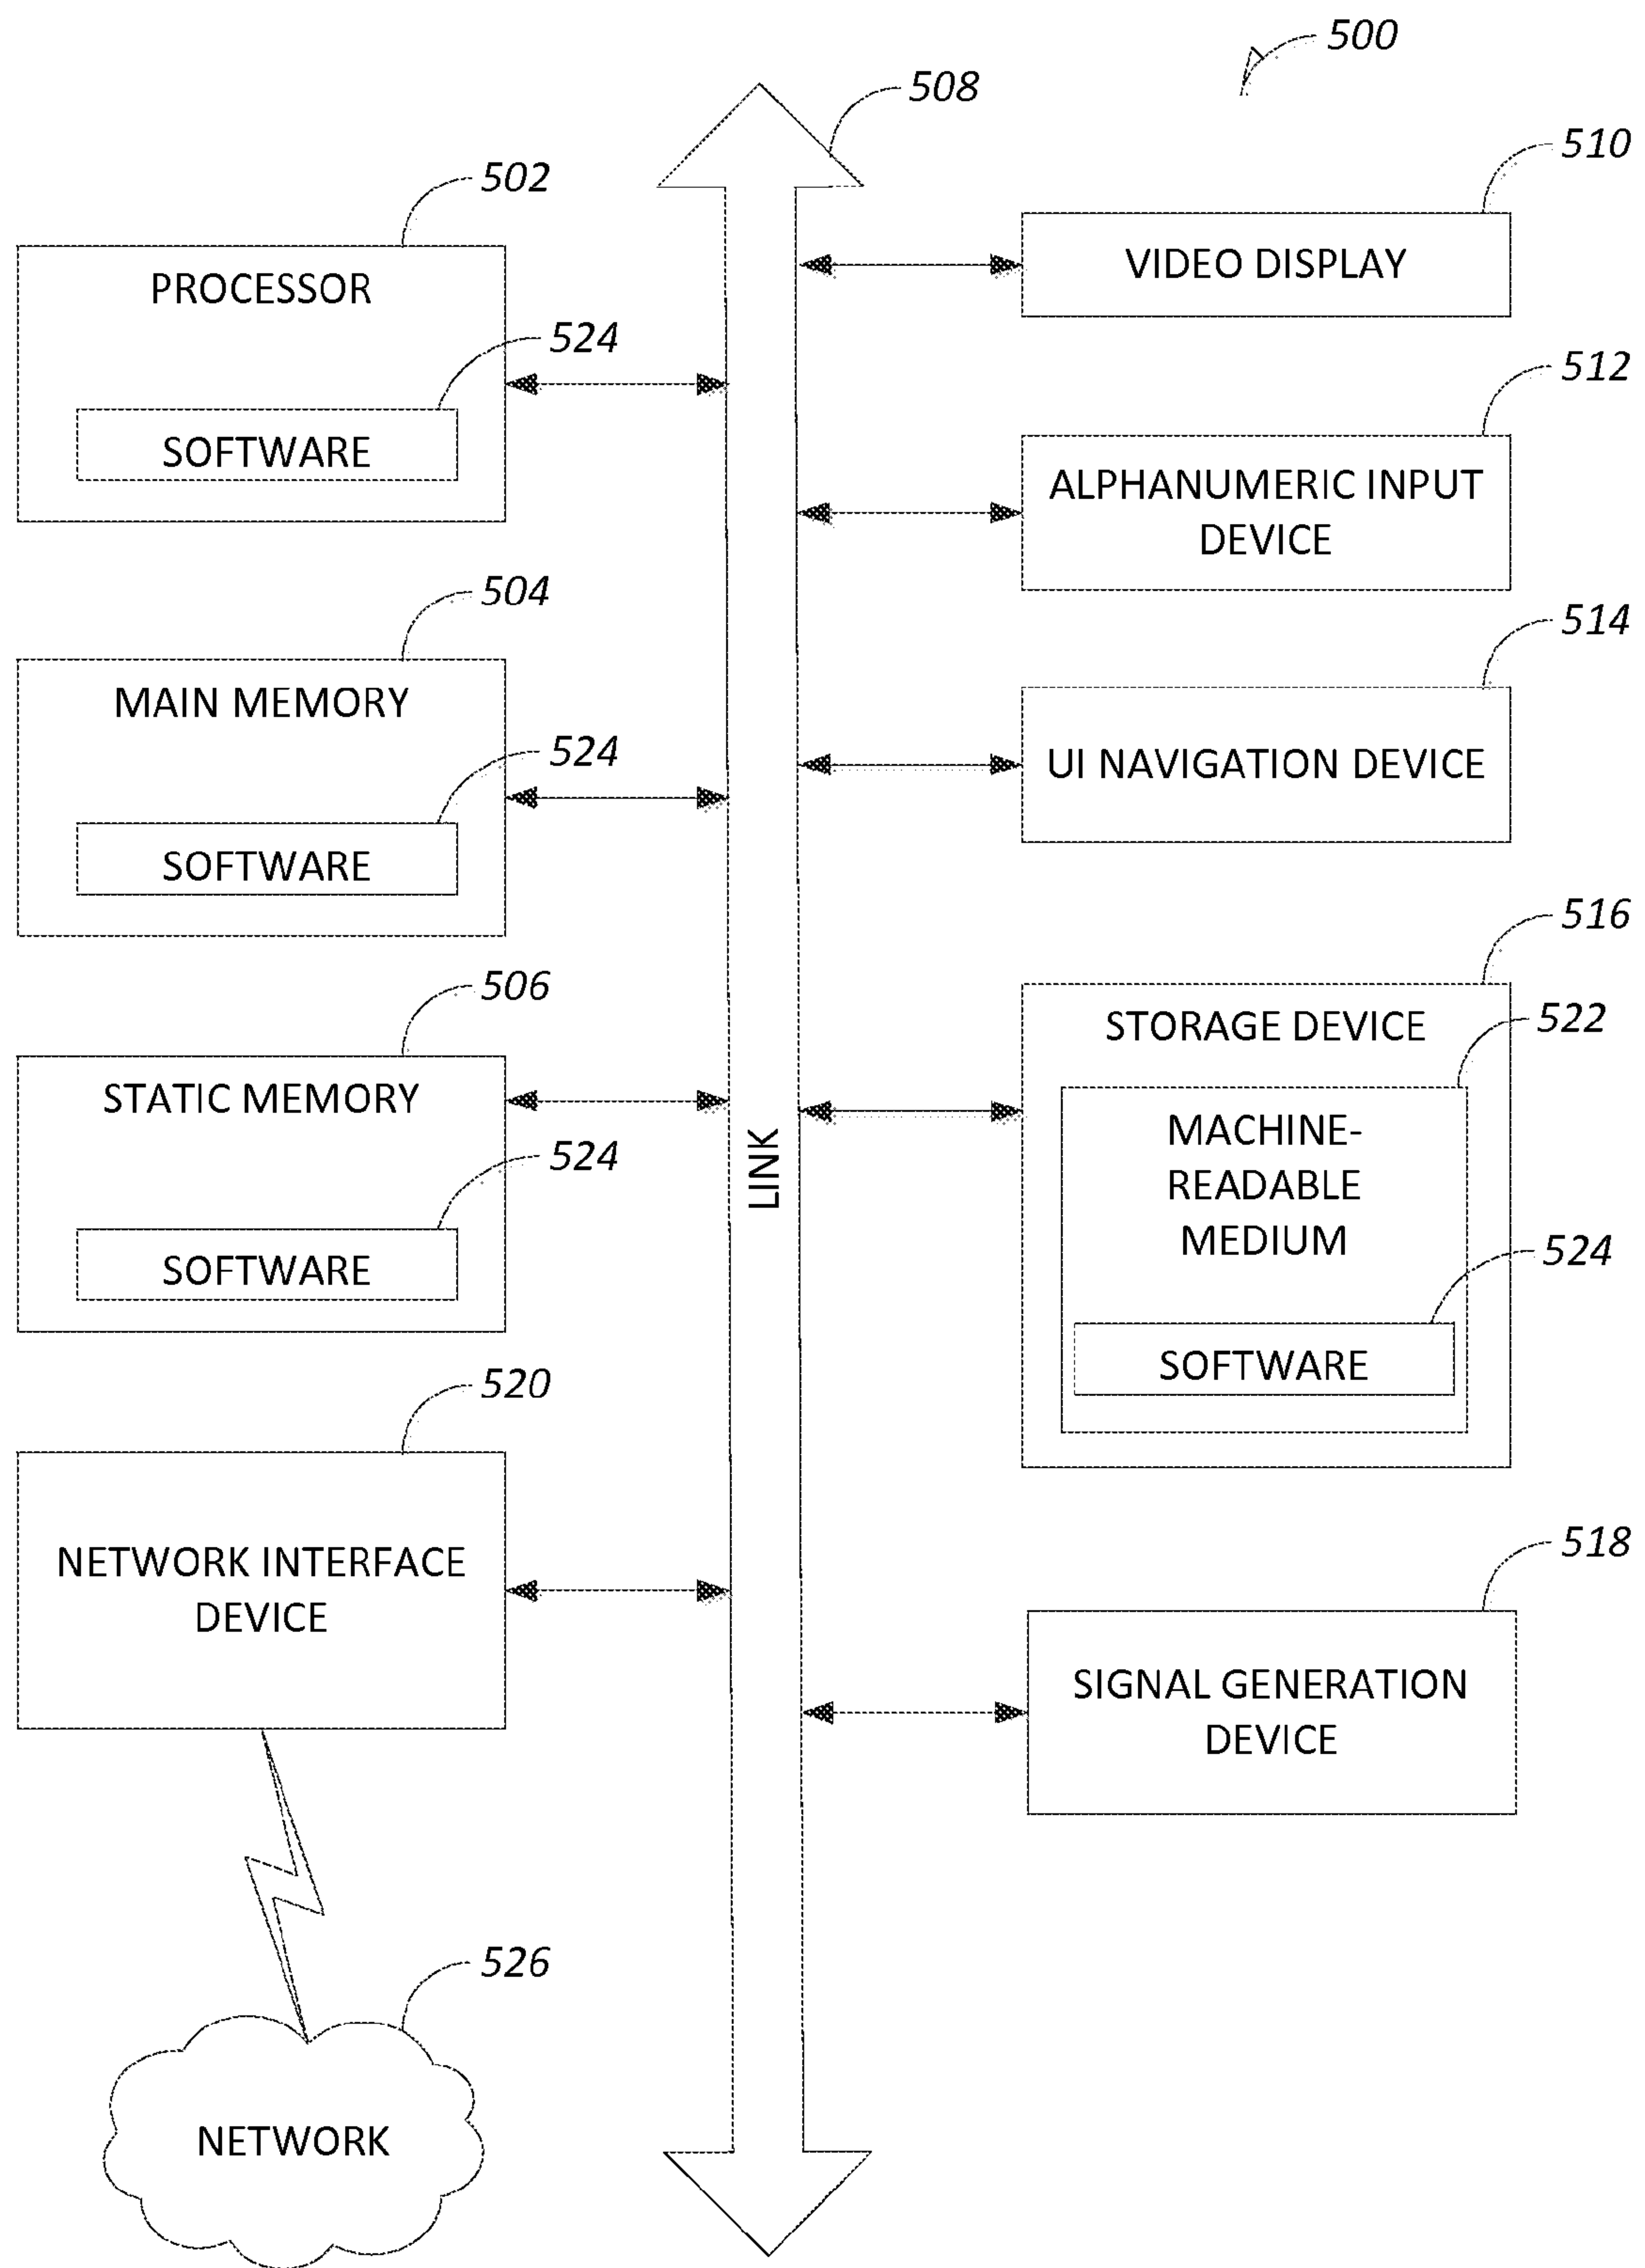 500
508
502
PROCESSOR
524
SOFTWARE
504
MAIN MEMORY
524
SOFTWARE
506
STATIC MEMORY
524
SOFTWARE
520
NETWORK INTERFACE
DEVICE
526
NETWORK
LINK
510
VIDEO DISPLAY
512
ALPHANUMERIC INPUT
DEVICE
514
UI NAVIGATION DEVICE
516
STORAGE DEVICE
522
MACHINE-
READABLE
MEDIUM
524
SOFTWARE
518
SIGNAL GENERATION
DEVICE